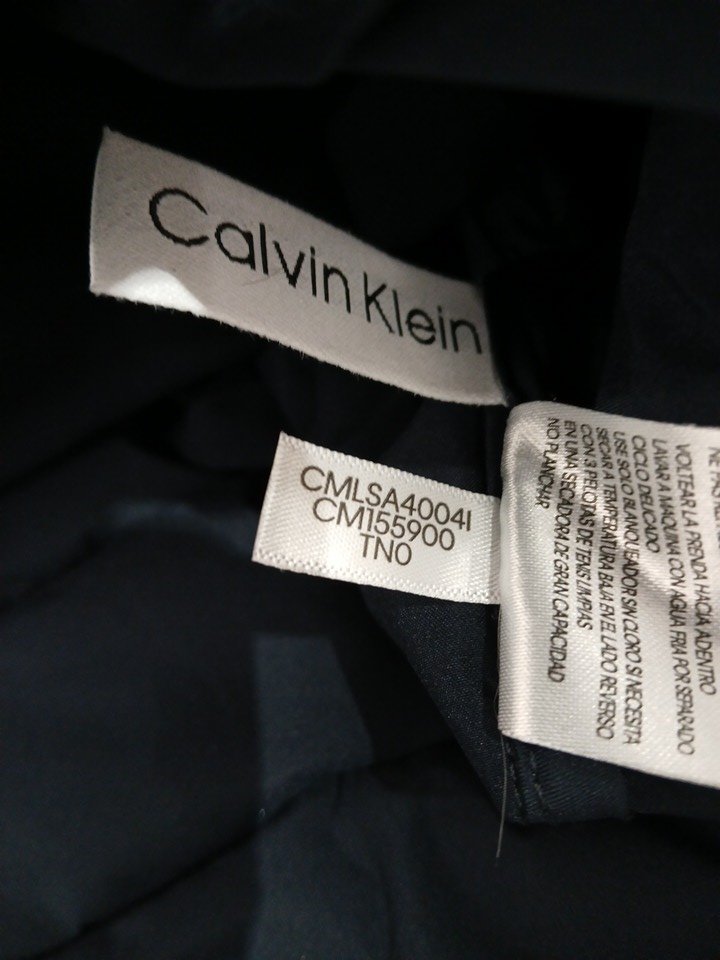 Calvin Klein
CMLSA4004I
CM155900
TN0
VOLTEAR LA PRENDA HACIA ADENTRO
LAVAR A MAQUINA CON AGUA FRIA POR SEPARADO
CICLO DELICADO
USE SOLO BLANQUEADOR SIN CLORO SI NECESITA
SECAR A TEMPERATURA BAJA EN EL LADO REVERSO
CON 3 PELOTAS DE TENIS LIMPIAS
EN UNA SECADORA DE GRAN CAPACIDAD
NO PLANCHAR